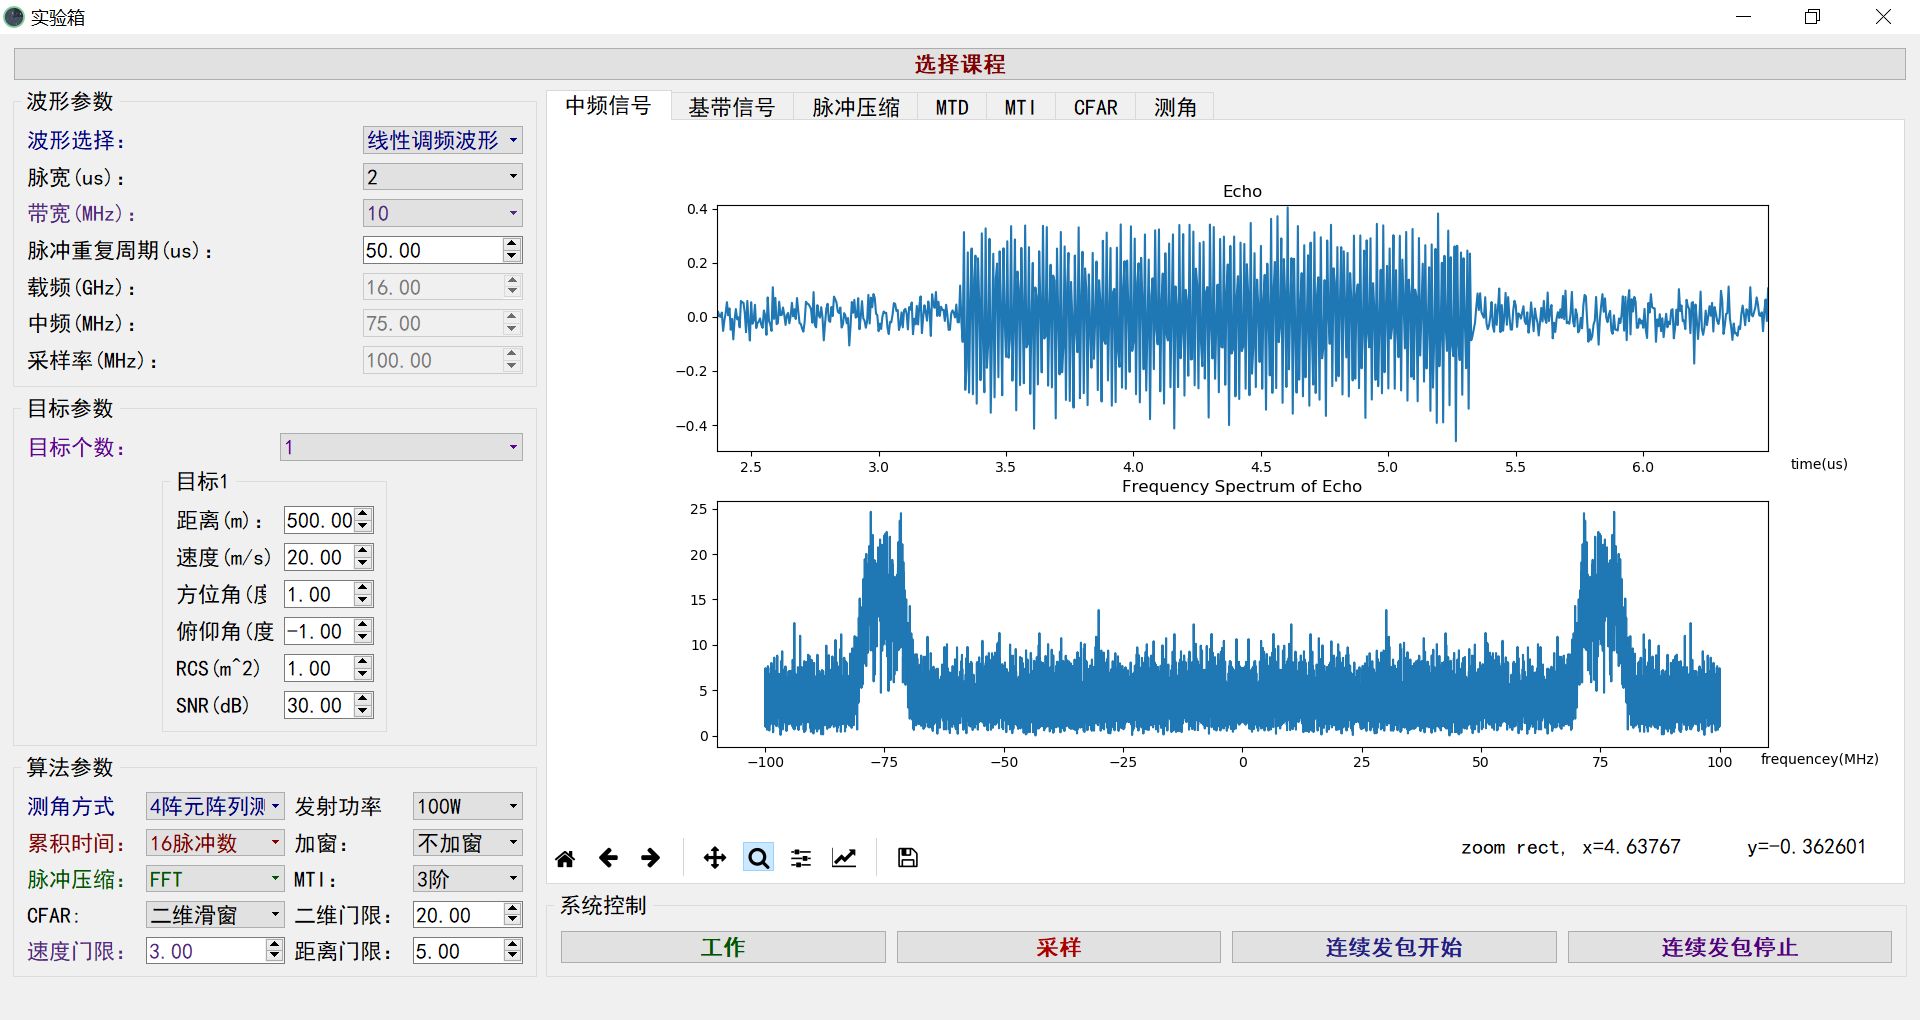 实验箱
选择课程
波形参数
波形选择: 线性调频波形
脉宽(us): 2
带宽(MHz): 10
脉冲重复周期(us): 50.00
载频(GHz): 16.00
中频(MHz): 75.00
采样率(MHz): 100.00
目标参数
目标个数: 1
目标1
距离(m): 500.00
速度(m/s) 20.00
方位角(度 1.00
俯仰角(度 -1.00
RCS(m^2) 1.00
SNR(dB) 30.00
算法参数
测角方式 4阵元阵列测 发射功率 100W
累积时间: 16脉冲数 加窗: 不加窗
脉冲压缩: FFT MTI: 3阶
CFAR: 二维滑窗 二维门限: 20.00
速度门限: 3.00 距离门限: 5.00
中频信号 基带信号 脉冲压缩 MTD MTI CFAR 测角
Echo
0.4
0.2
0.0
−0.2
−0.4
2.5 3.0 3.5 4.0 4.5 5.0 5.5 6.0 time(us)
Frequency Spectrum of Echo
25
20
15
10
5
0
−100 −75 −50 −25 0 25 50 75 100 frequencey(MHz)
zoom rect, x=4.63767 y=-0.362601
系统控制
工作 采样 连续发包开始 连续发包停止